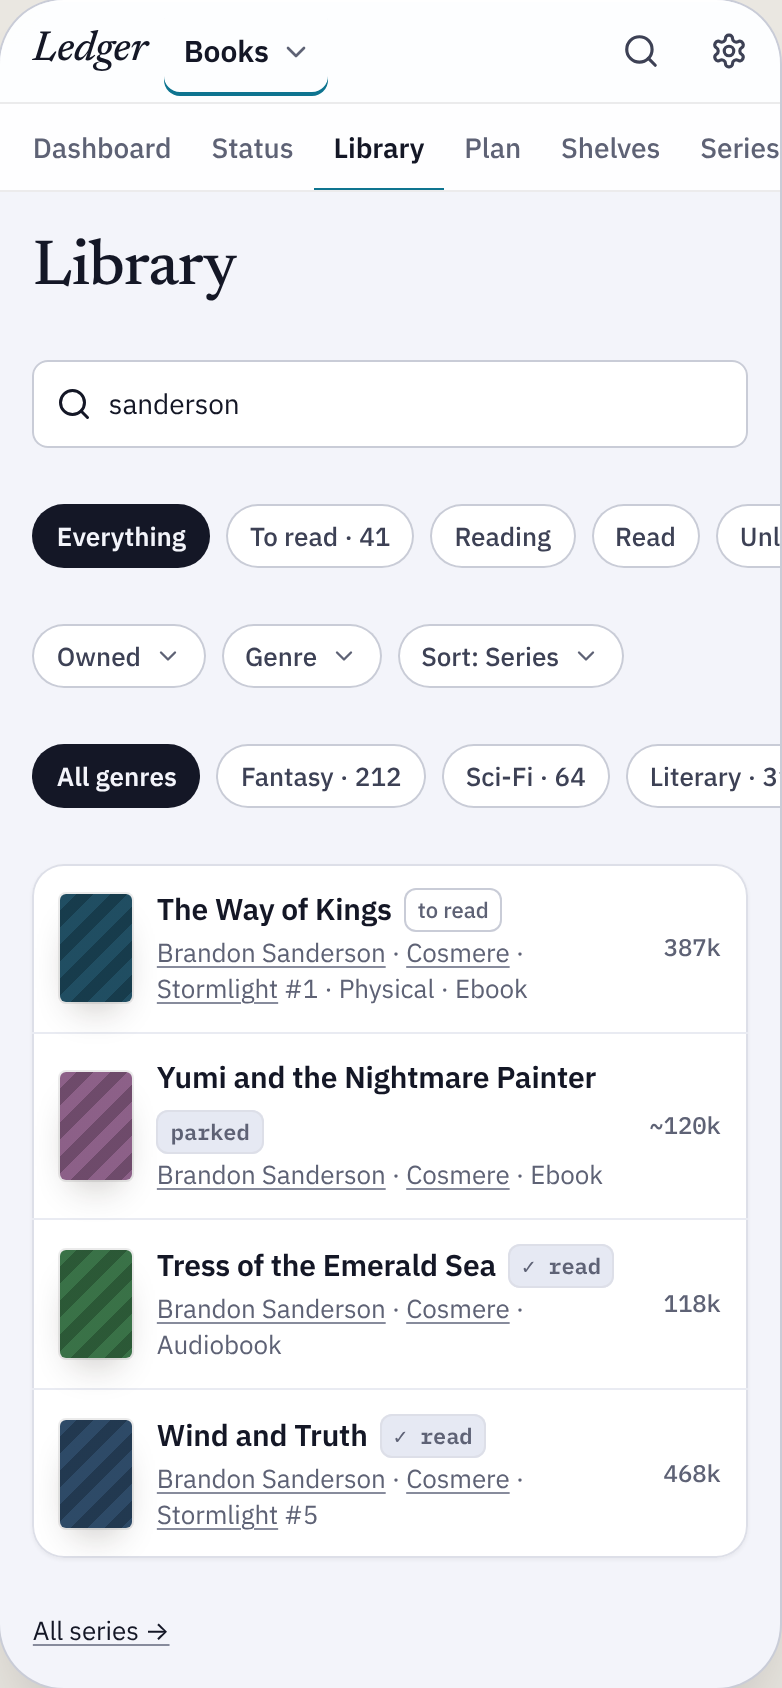 Ledger Books
Dashboard Status Library Plan Shelves Series
Library
sanderson
Everything To read · 41 Reading Read Unl
Owned Genre Sort: Series
All genres Fantasy · 212 Sci-Fi · 64 Literary · 3
The Way of Kings to read
Brandon Sanderson · Cosmere ·
387k
Stormlight #1 · Physical · Ebook
Yumi and the Nightmare Painter
parked
~120k
Brandon Sanderson · Cosmere · Ebook
Tress of the Emerald Sea ✓ read
Brandon Sanderson · Cosmere ·
118k
Audiobook
Wind and Truth ✓ read
Brandon Sanderson · Cosmere ·
468k
Stormlight #5
All series →